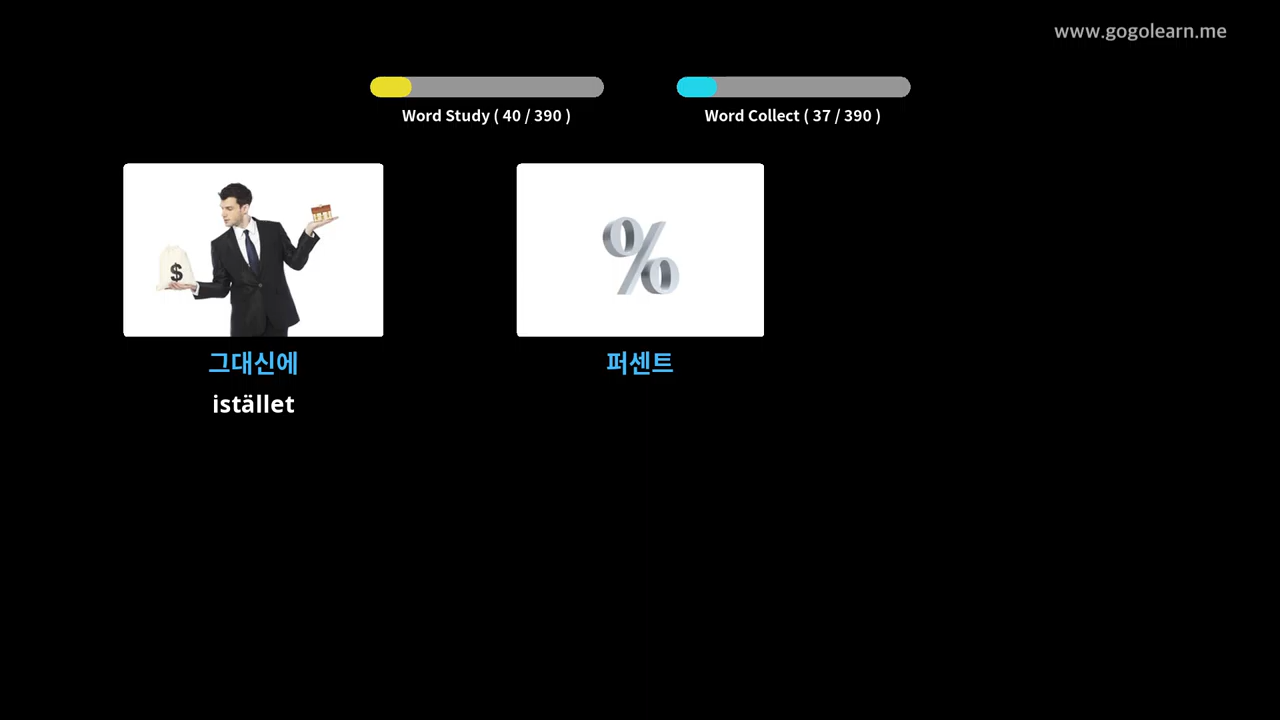 www.gogolearn.me
Word Study ( 40 / 390 )
Word Collect ( 37 / 390 )
$
%
그대신에
퍼센트
istället